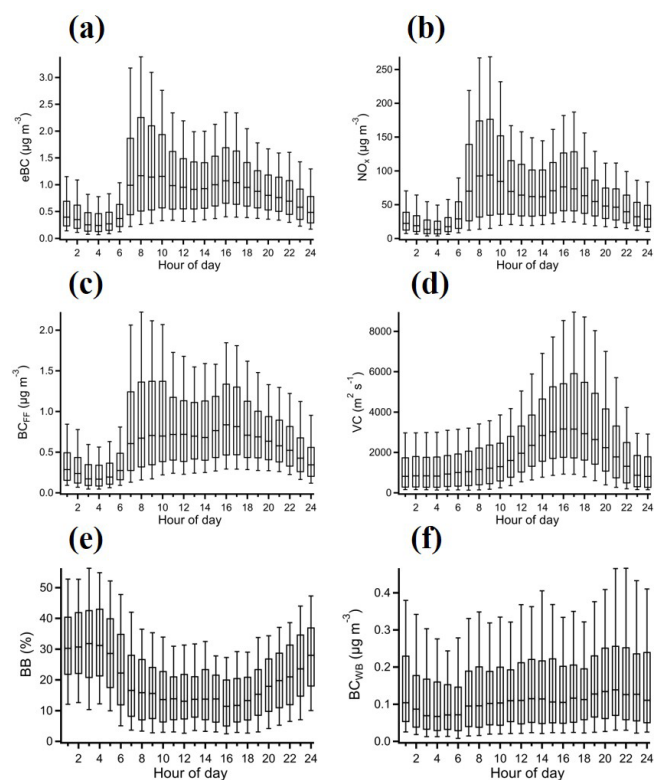 (a)
(b)
3.0
2.5
2.0
1.5
1.0
0.5
0.0
eBC (µg m⁻³)
2 4 6 8 10 12 14 16 18 20 22 24
Hour of day
250
200
150
100
50
0
NOₓ (µg m⁻³)
2 4 6 8 10 12 14 16 18 20 22 24
Hour of day
(c)
(d)
2.0
1.5
1.0
0.5
0.0
BC_FF (µg m⁻³)
2 4 6 8 10 12 14 16 18 20 22 24
Hour of day
8000
6000
4000
2000
0
VC (m² s⁻¹)
2 4 6 8 10 12 14 16 18 20 22 24
Hour of day
(e)
(f)
50
40
30
20
10
0
BB (%)
2 4 6 8 10 12 14 16 18 20 22 24
Hour of day
0.4
0.3
0.2
0.1
0.0
BC_WB (µg m⁻³)
2 4 6 8 10 12 14 16 18 20 22 24
Hour of day